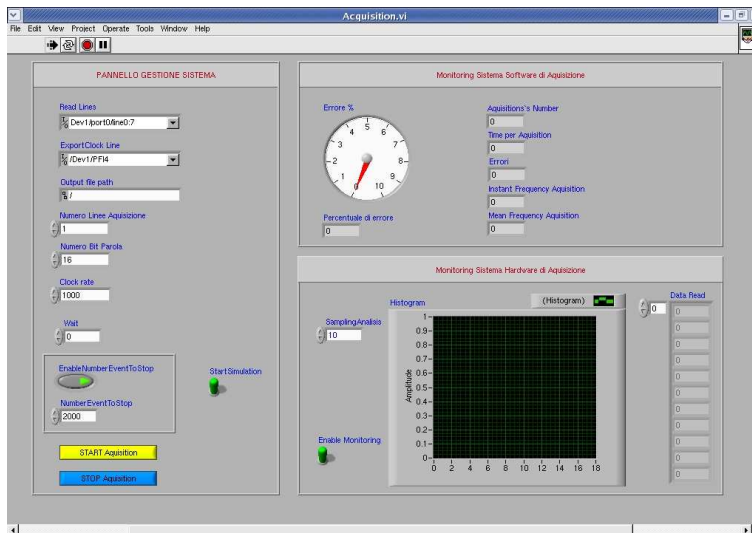 Acquisition.vi
File Edit View Project Operate Tools Window Help
PANNELLO GESTIONE SISTEMA
Read Lines
Dev1/port0/line0:7
ExportClock Line
/Dev1/PFI4
Output file path
/
Numero Linee Aquisizione
1
Numero Bit Parola
16
Clock rate
1000
Wait
0
EnableNumberEventToStop
NumberEventToStop
2000
StartSimulation
START Aquisition
STOP Aquisition
Monitoring Sistema Software di Aquisizione
Errore %
0 1 2 3 4 5 6 7 8 9 10
Percentuale di errore
0
Aquisitions's Number
0
Time per Aquisition
0
Errori
0
Instant Frequency Aquisition
0
Mean Frequency Aquisition
0
Monitoring Sistema Hardware di Aquisizione
SamplingAnalisis
10
Enable Monitoring
Histogram
(Histogram)
Amplitude
1
0.9
0.8
0.7
0.6
0.5
0.4
0.3
0.2
0.1
0
0 2 4 6 8 10 12 14 16 18
Data Read
0
0
0
0
0
0
0
0
0
0
0
0